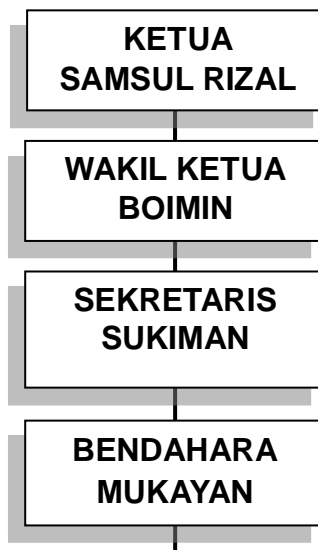 KETUA
SAMSUL RIZAL
WAKIL KETUA
BOIMIN
SEKRETARIS
SUKIMAN
BENDAHARA
MUKAYAN